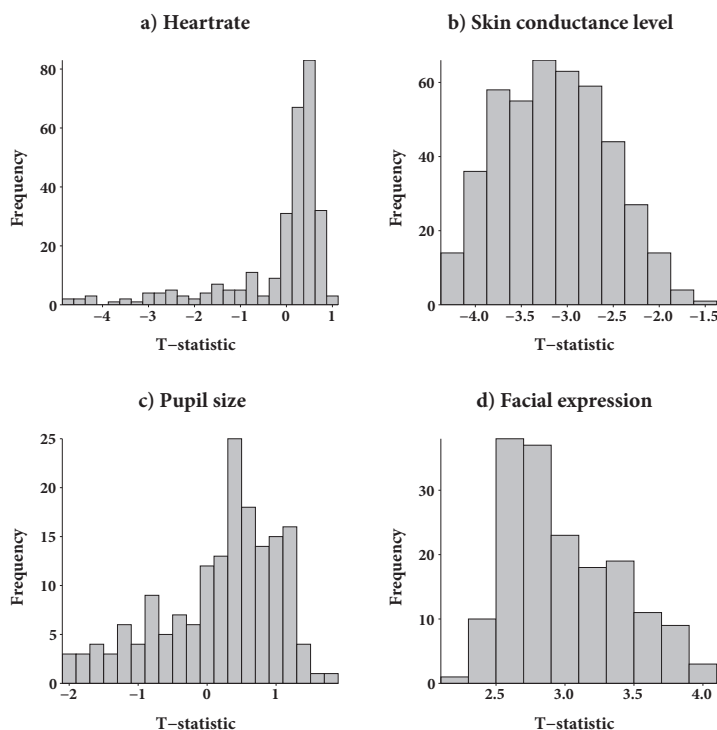 a) Heartrate
80
60
40
20
0
Frequency
−4 −3 −2 −1 0 1
T−statistic
b) Skin conductance level
60
40
20
0
Frequency
−4.0 −3.5 −3.0 −2.5 −2.0 −1.5
T−statistic
c) Pupil size
25
20
15
10
5
0
Frequency
−2 −1 0 1
T−statistic
d) Facial expression
30
20
10
0
Frequency
2.5 3.0 3.5 4.0
T−statistic